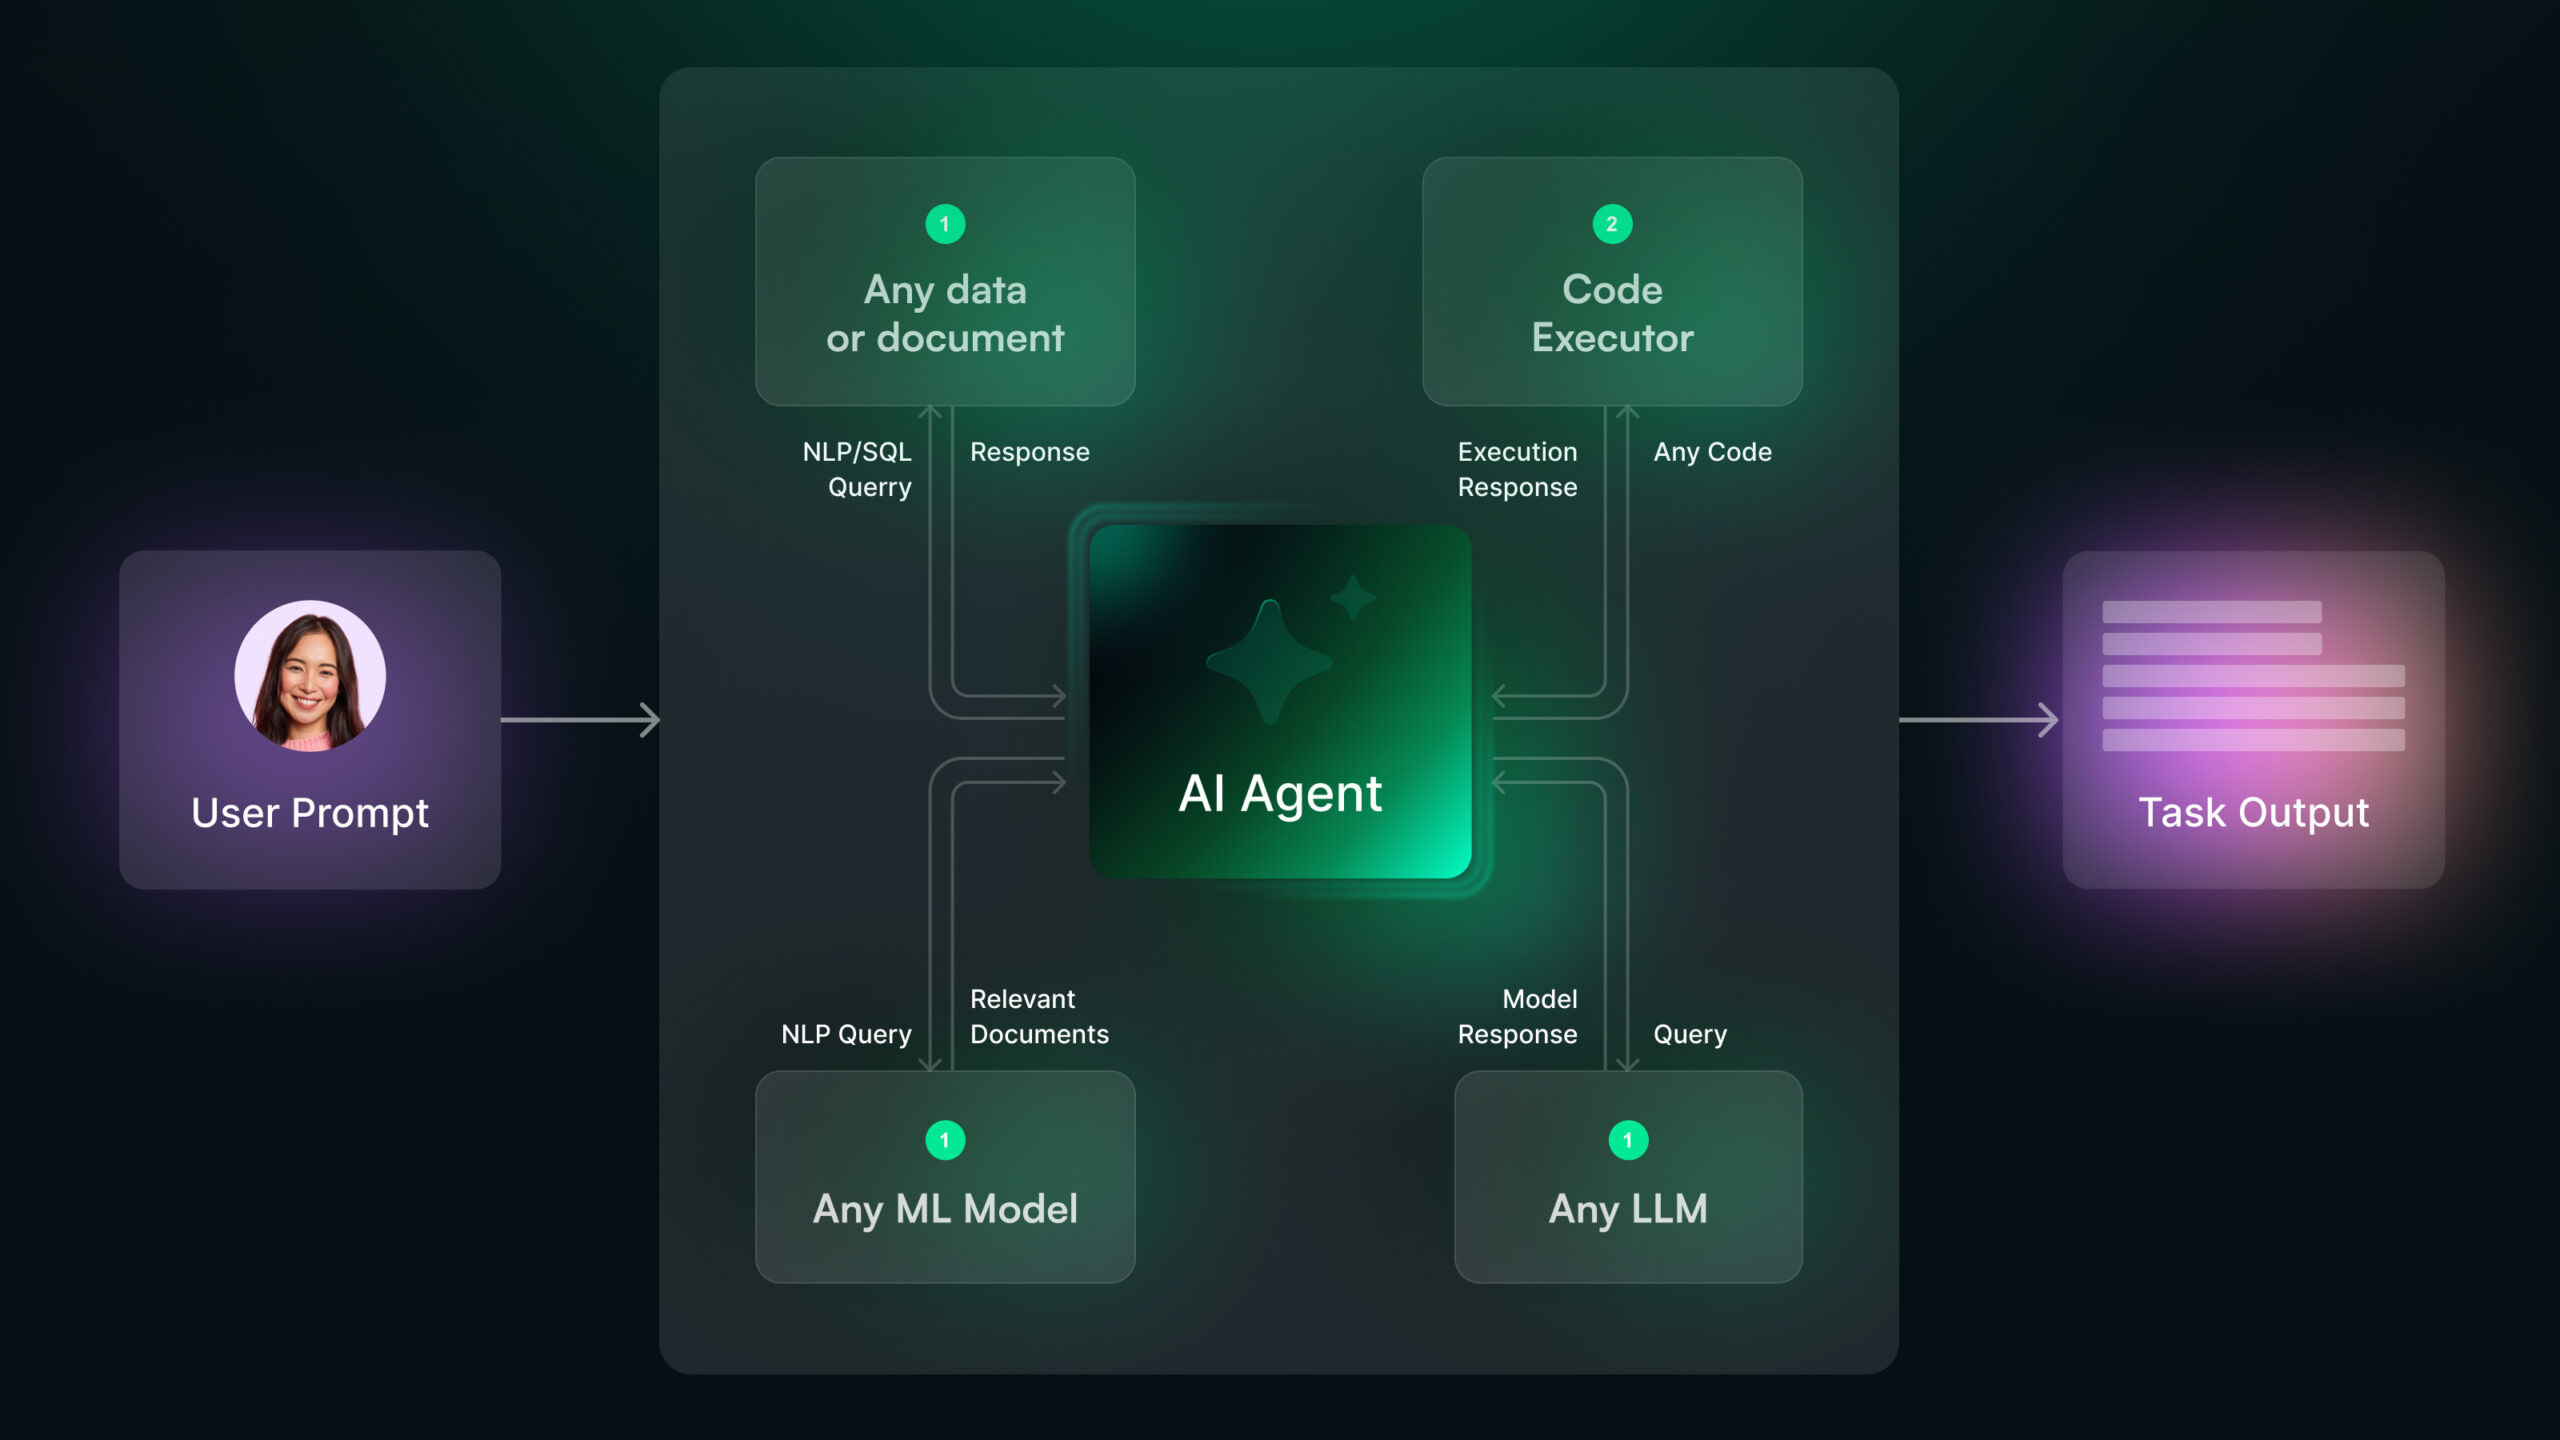 User Prompt
1
Any data
or document
NLP/SQL
Querry
Response
2
Code
Executor
Execution
Response
Any Code
AI Agent
NLP Query
Relevant
Documents
1
Any ML Model
Model
Response
Query
1
Any LLM
Task Output